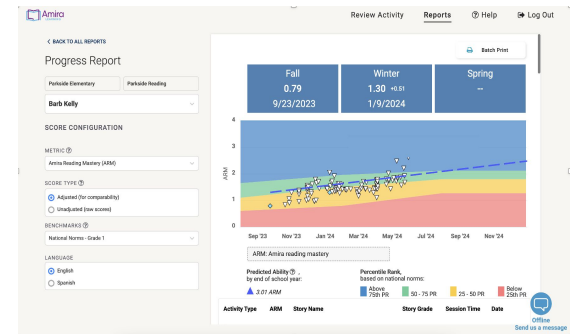 Amira
Review Activity
Reports
Help
Log Out
BACK TO ALL REPORTS
Progress Report
Parkside Elementary
Parkside Reading
Barb Kelly
SCORE CONFIGURATION
METRIC
Amira Reading Mastery (ARM)
SCORE TYPE
Adjusted (for comparability)
Unadjusted (raw scores)
BENCHMARKS
National Norms - Grade 1
LANGUAGE
English
Spanish
Batch Print
Fall
0.79
9/23/2023
Winter
1.30 +0.51
1/9/2024
Spring
--
4
3
2
1
0
ARM
Sep '23 Nov '23 Jan '24 Mar '24 May '24 Jul '24 Sep '24 Nov '24
ARM: Amira reading mastery
Predicted Ability ,
by end of school year:
3.01 ARM
Percentile Rank,
based on national norms:
Above
75th PR
50 - 75 PR
25 - 50 PR
Below
25th PR
Activity Type ARM Story Name Story Grade Session Time Date
Offline
Send us a message